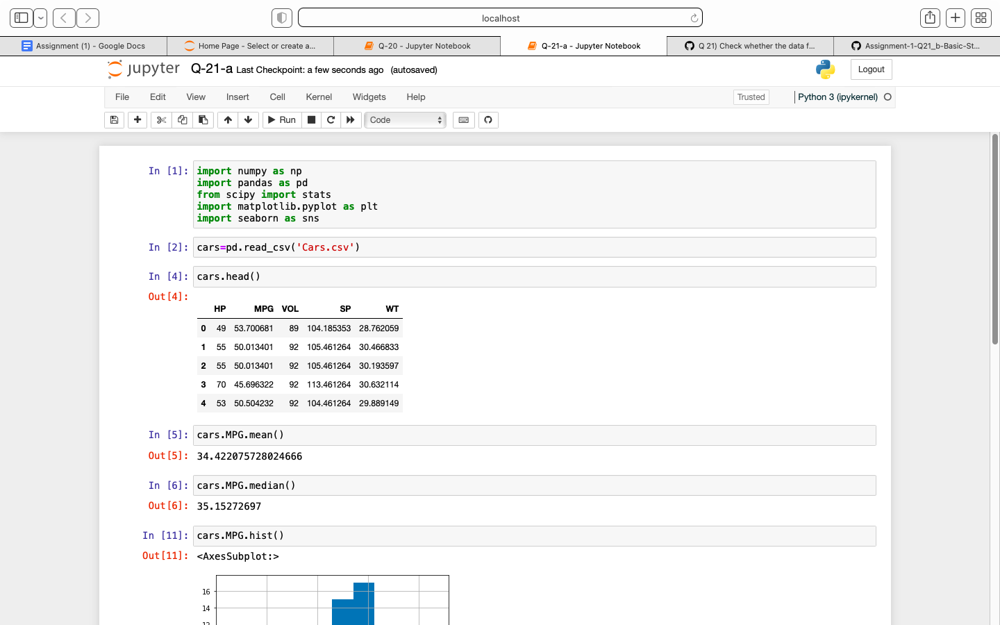 localhost
Assignment (1) - Google Docs
Home Page - Select or create a...
Q-20 - Jupyter Notebook
Q-21-a - Jupyter Notebook
Q 21) Check whether the data f...
Assignment-1-Q21_b-Basic-St...
jupyter Q-21-a Last Checkpoint: a few seconds ago (autosaved)
Logout
File Edit View Insert Cell Kernel Widgets Help
Trusted
Python 3 (ipykernel)
Run
Code
In [1]: import numpy as np
import pandas as pd
from scipy import stats
import matplotlib.pyplot as plt
import seaborn as sns
In [2]: cars=pd.read_csv('Cars.csv')
In [4]: cars.head()
Out[4]:
HP MPG VOL SP WT
0 49 53.700681 89 104.185353 28.762059
1 55 50.013401 92 105.461264 30.466833
2 55 50.013401 92 105.461264 30.193597
3 70 45.696322 92 113.461264 30.632114
4 53 50.504232 92 104.461264 29.889149
In [5]: cars.MPG.mean()
Out[5]: 34.422075728024666
In [6]: cars.MPG.median()
Out[6]: 35.15272697
In [11]: cars.MPG.hist()
Out[11]: <AxesSubplot:>
16
14
12